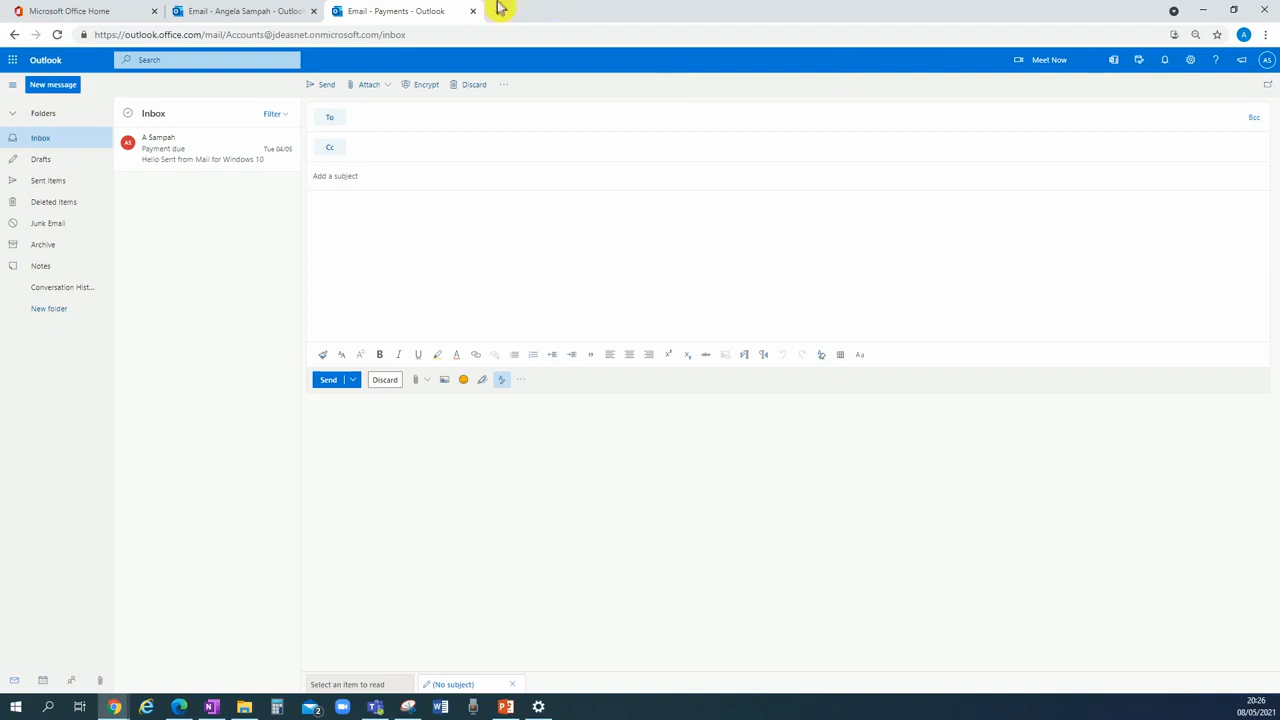 Microsoft Office Home
Email - Angela Sampah - Outloo
Email - Payments - Outlook
https://outlook.office.com/mail/Accounts@jdeasnet.onmicrosoft.com/inbox
A
Outlook
Search
Meet Now
AS
New message
Send
Attach
Encrypt
Discard
Folders
Inbox
Filter
To
Bcc
Inbox
AS
A Sampah
Payment due
Tue 04/05
Hello Sent from Mail for Windows 10
Cc
Drafts
Sent Items
Add a subject
Deleted Items
Junk Email
Archive
Notes
Conversation Hist...
New folder
Send
Discard
Select an item to read
(No subject)
20:26
08/05/2021